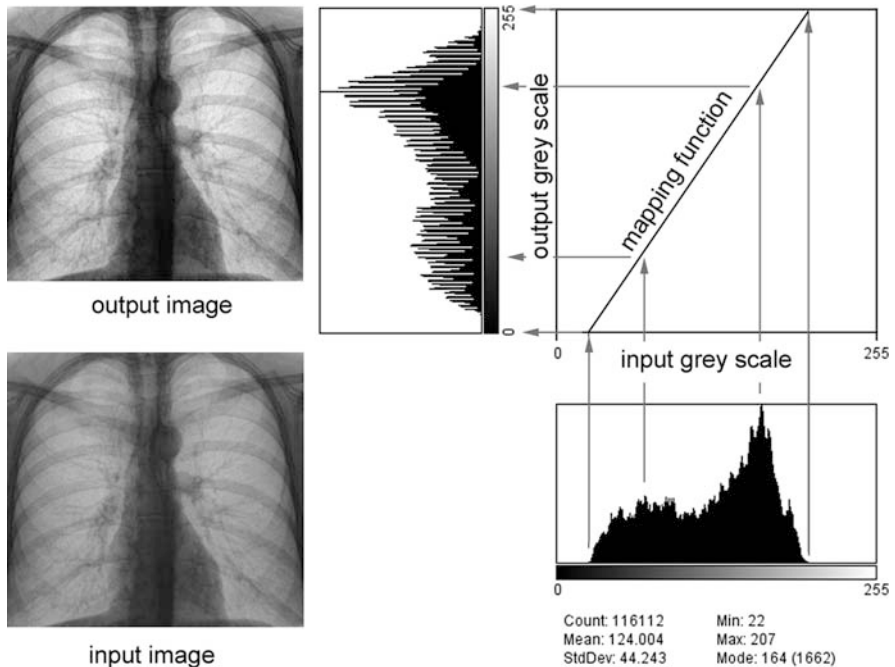 255
output grey scale
0
mapping function
output image
0
255
input grey scale
input image
0
255
Count: 116112
Min: 22
Mean: 124.004
Max: 207
StdDev: 44.243
Mode: 164 (1662)